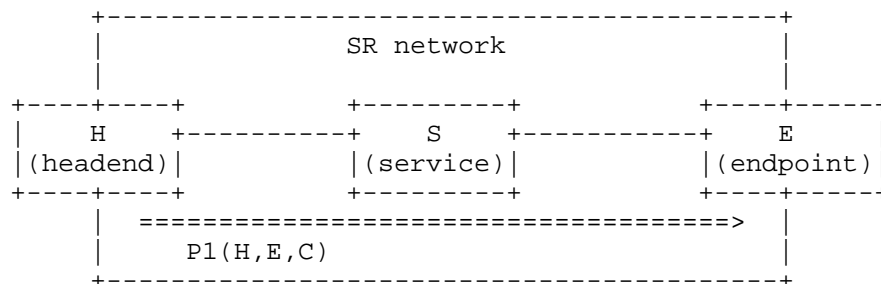 SR network
H S E
(headend) (service) (endpoint)
====================================>
P1(H,E,C)